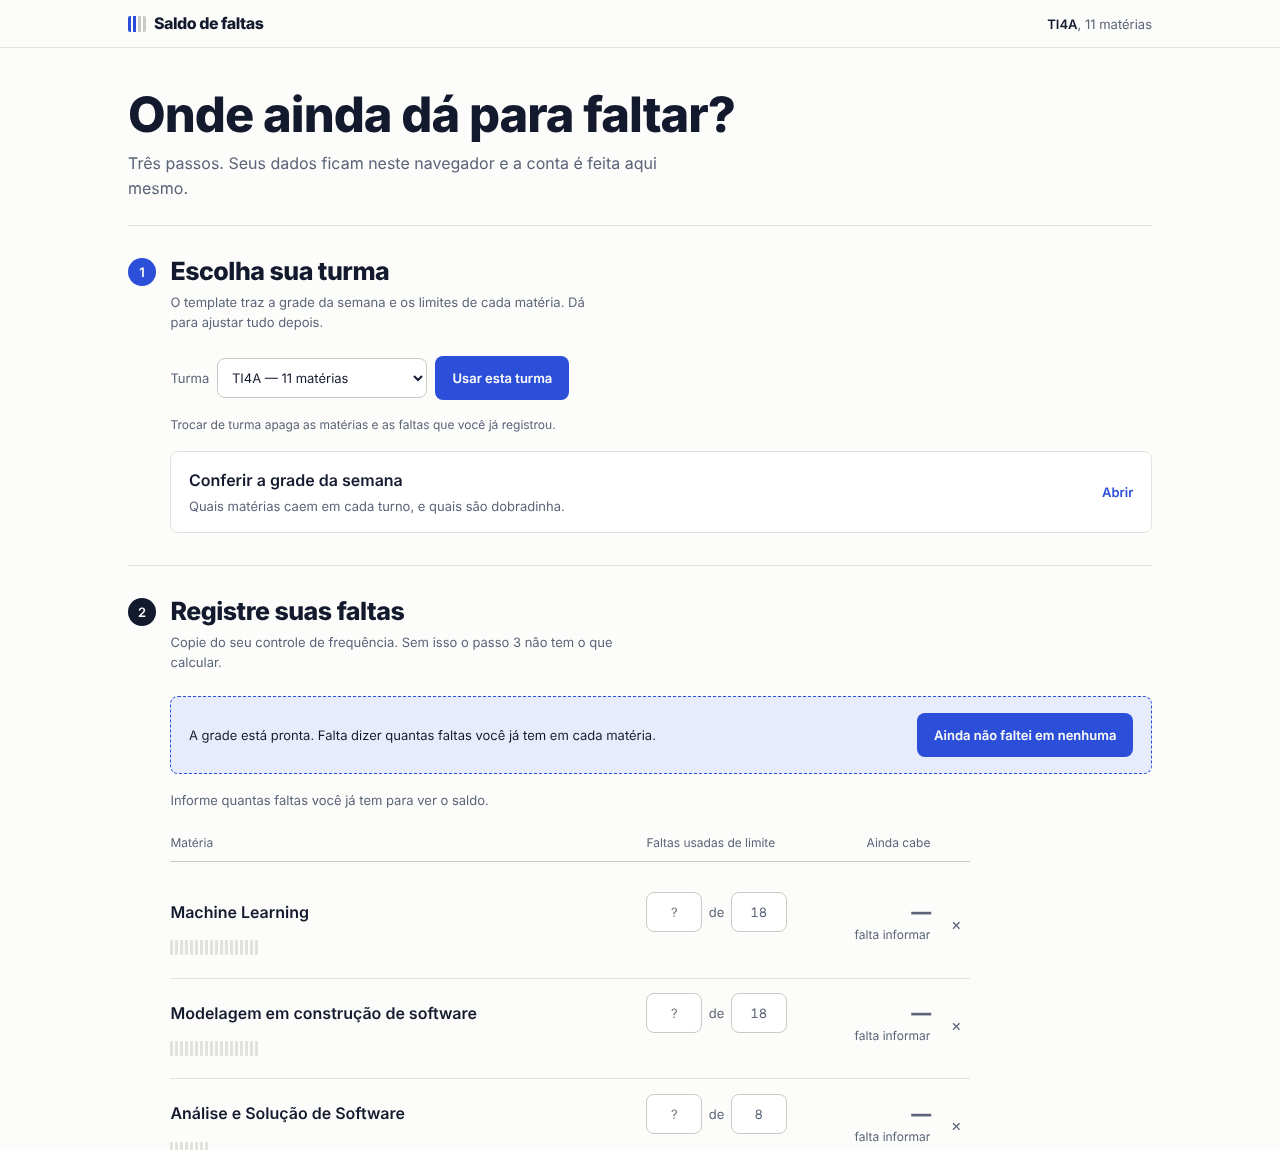 Saldo de faltas
TI4A, 11 matérias
Onde ainda dá para faltar?
Três passos. Seus dados ficam neste navegador e a conta é feita aqui
mesmo.
1
Escolha sua turma
O template traz a grade da semana e os limites de cada matéria. Dá
para ajustar tudo depois.
Turma
TI4A — 11 matérias
Usar esta turma
Trocar de turma apaga as matérias e as faltas que você já registrou.
Conferir a grade da semana
Quais matérias caem em cada turno, e quais são dobradinha.
Abrir
2
Registre suas faltas
Copie do seu controle de frequência. Sem isso o passo 3 não tem o que
calcular.
A grade está pronta. Falta dizer quantas faltas você já tem em cada matéria.
Ainda não faltei em nenhuma
Informe quantas faltas você já tem para ver o saldo.
Matéria
Faltas usadas de limite
Ainda cabe
Machine Learning
? de 18
—
falta informar
×
Modelagem em construção de software
? de 18
—
falta informar
×
Análise e Solução de Software
? de 8
—
falta informar
×